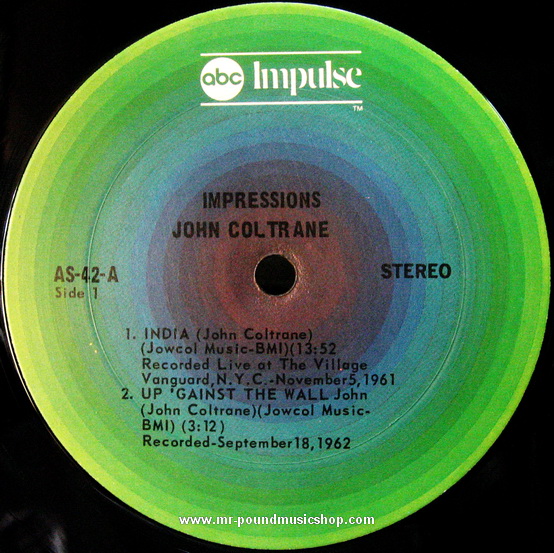 abc Impulse
TM
IMPRESSIONS
JOHN COLTRANE
AS-42-A
STEREO
Side 1
1. INDIA (John Coltrane)
(Jowcol Music-BMI)(13:52
Recorded Live at The Village
Vanguard,N.Y.C.-November5,1961
2. UP 'GAINST THE WALL John
(John Coltrane)(Jowcol Music-
BMI) (3:12)
Recorded-September18,1962
www.mr-poundmusicshop.com